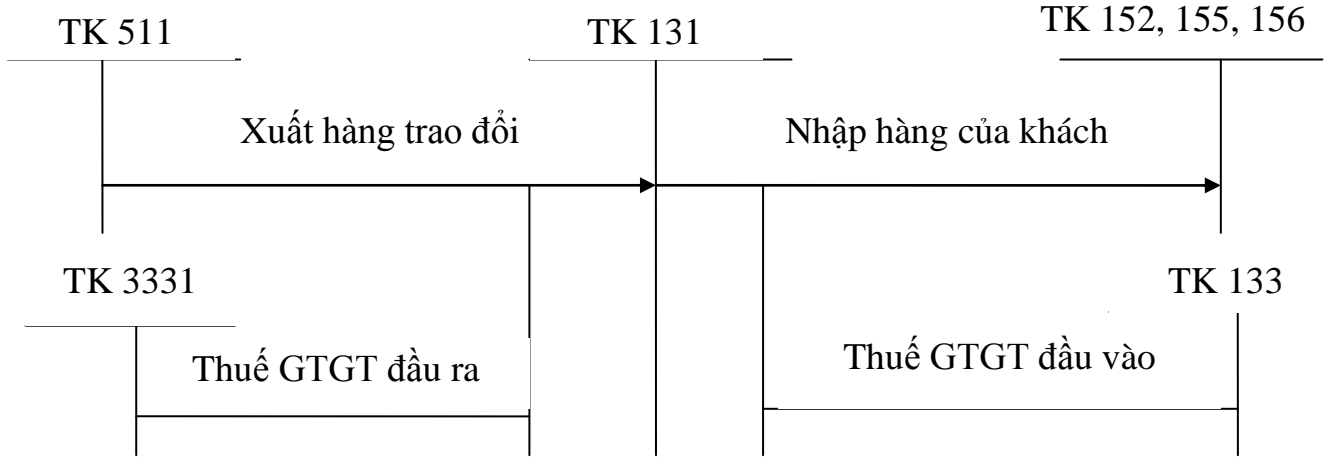 TK 511
TK 131
TK 152, 155, 156
Xuất hàng trao đổi
Nhập hàng của khách
TK 3331
TK 133
Thuế GTGT đầu ra
Thuế GTGT đầu vào